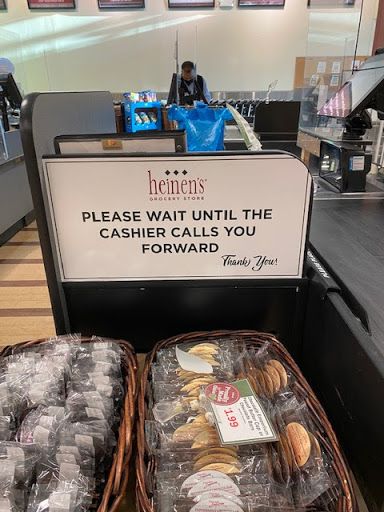 heinen's
GROCERY STORE
PLEASE WAIT UNTIL THE
CASHIER CALLS YOU
FORWARD
Thank You!
1.99